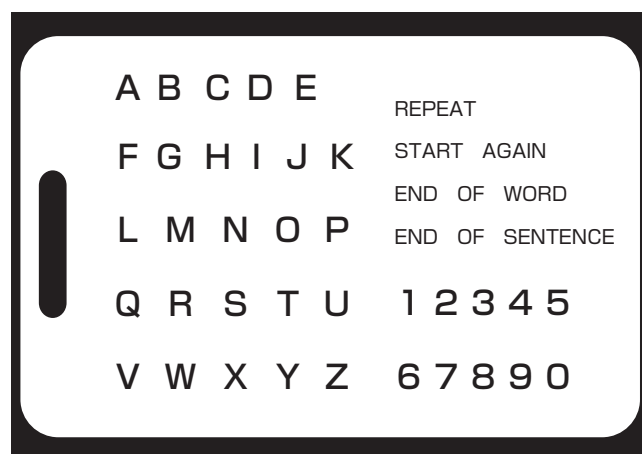 A B C D E
REPEAT
F G H I J K
START AGAIN
END OF WORD
L M N O P
END OF SENTENCE
Q R S T U
1 2 3 4 5
V W X Y Z
6 7 8 9 0